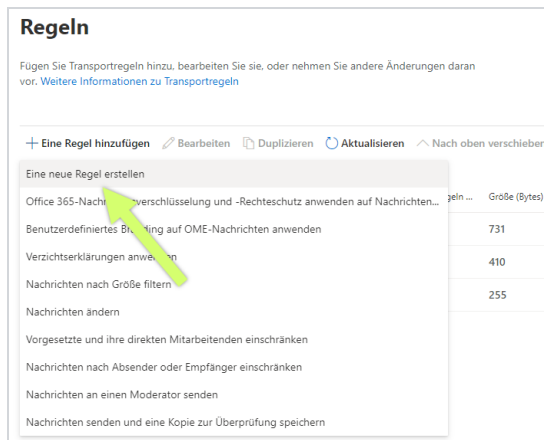 Regeln
Fügen Sie Transportregeln hinzu, bearbeiten Sie sie, oder nehmen Sie andere Änderungen daran
vor. Weitere Informationen zu Transportregeln
Eine Regel hinzufügen Bearbeiten Duplizieren Aktualisieren Nach oben verschieben
Eine neue Regel erstellen
Office 365-Nachrichtenverschlüsselung und -Rechteschutz anwenden auf Nachrichten... geln ... Größe (Bytes)
Benutzerdefiniertes Branding auf OME-Nachrichten anwenden 731
Verzichtserklärungen anwenden 410
Nachrichten nach Größe filtern 255
Nachrichten ändern
Vorgesetzte und ihre direkten Mitarbeitenden einschränken
Nachrichten nach Absender oder Empfänger einschränken
Nachrichten an einen Moderator senden
Nachrichten senden und eine Kopie zur Überprüfung speichern